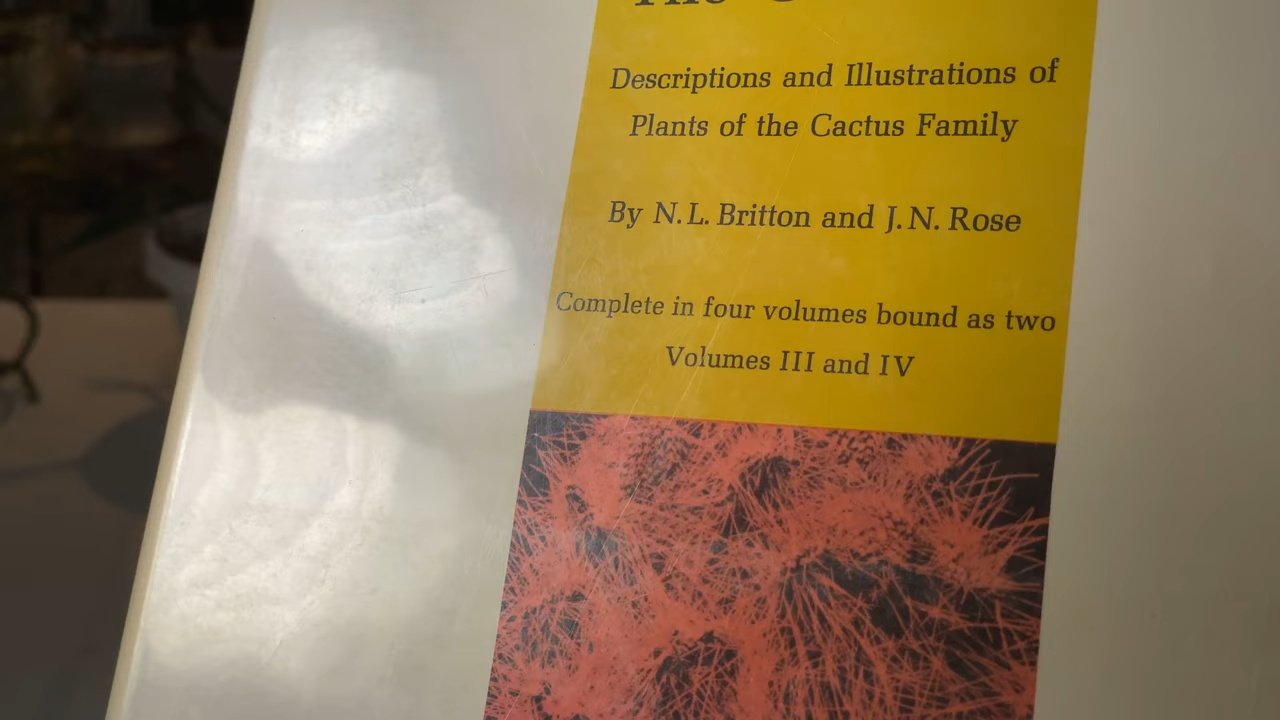 The
Descriptions and Illustrations of
Plants of the Cactus Family
By N.L. Britton and J.N. Rose
Complete in four volumes bound as two
Volumes III and IV